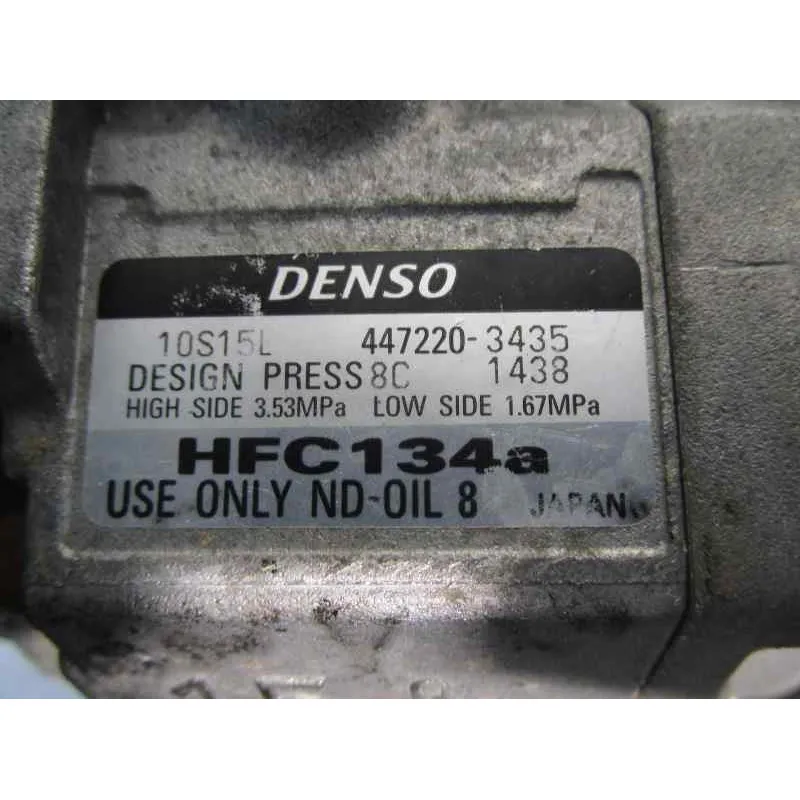 DENSO
10S15L 447220-3435
DESIGN PRESS 8C 1438
HIGH SIDE 3.53MPa LOW SIDE 1.67MPa
HFC134a
USE ONLY ND-OIL 8 JAPAN